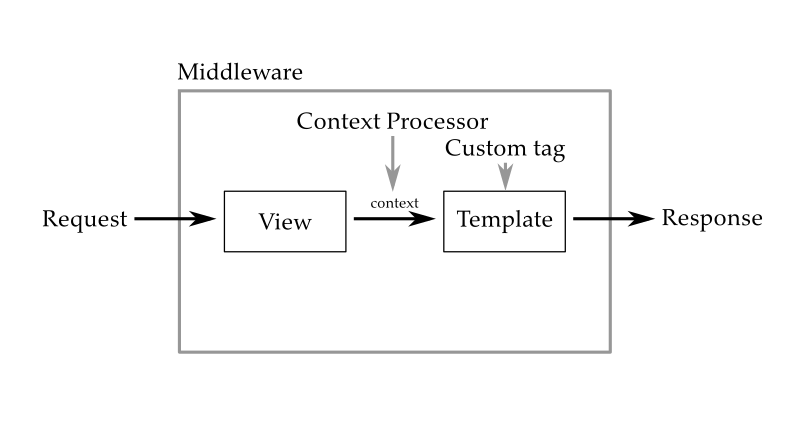 Middleware
Context Processor
Custom tag
context
Request
View
Template
Response